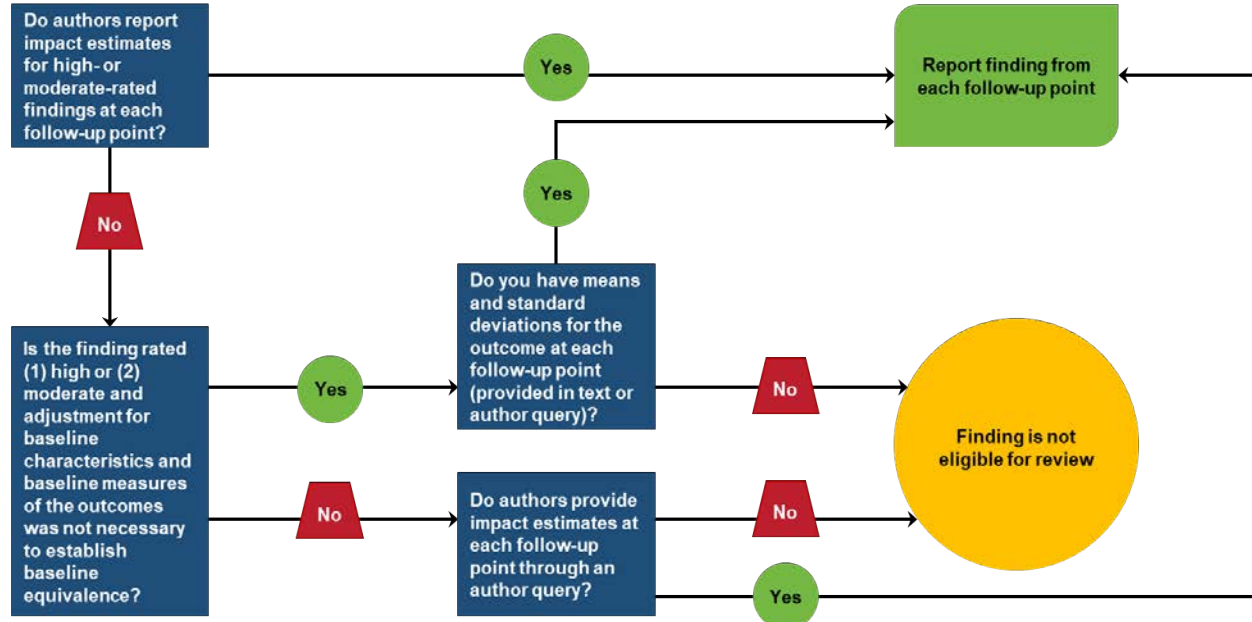 Do authors report
impact estimates
for high- or
moderate-rated
findings at each
follow-up point?
Yes
Report finding from
each follow-up point
No
Yes
Is the finding rated
(1) high or (2)
moderate and
adjustment for
baseline
characteristics and
baseline measures
of the outcomes
was not necessary
to establish
baseline
equivalence?
Yes
Do you have means
and standard
deviations for the
outcome at each
follow-up point
(provided in text or
author query)?
No
Finding is not
eligible for review
No
Do authors provide
impact estimates at
each follow-up
point through an
author query?
No
Yes